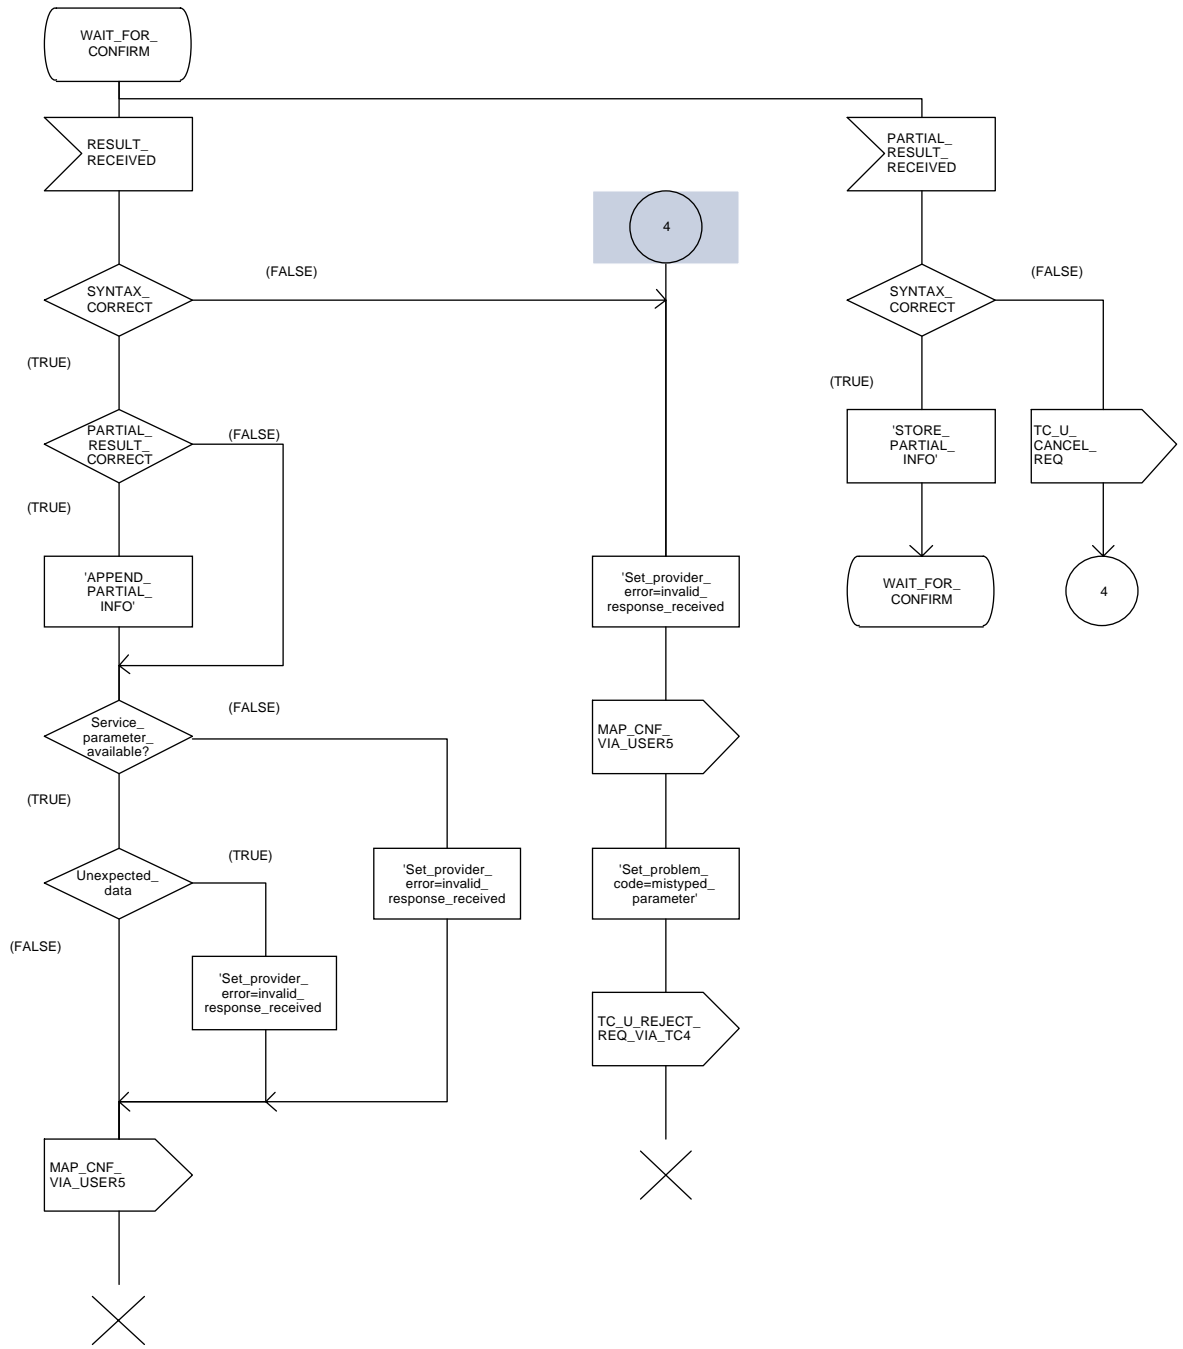 WAIT_FOR_
CONFIRM
RESULT_
RECEIVED
PARTIAL_
RESULT_
RECEIVED
4
(FALSE)
(FALSE)
SYNTAX_
CORRECT
SYNTAX_
CORRECT
(TRUE)
(TRUE)
PARTIAL_
RESULT_
CORRECT
(FALSE)
'STORE_
PARTIAL_
INFO'
TC_U_
CANCEL_
REQ
(TRUE)
'APPEND_
PARTIAL_
INFO'
'Set_provider_
error=invalid_
response_received
WAIT_FOR_
CONFIRM
4
(FALSE)
Service_
parameter_
available?
MAP_CNF_
VIA_USER5
(TRUE)
(TRUE)
Unexpected_
data
'Set_provider_
error=invalid_
response_received
'Set_problem_
code=mistyped_
parameter'
(FALSE)
'Set_provider_
error=invalid_
response_received
TC_U_REJECT_
REQ_VIA_TC4
MAP_CNF_
VIA_USER5